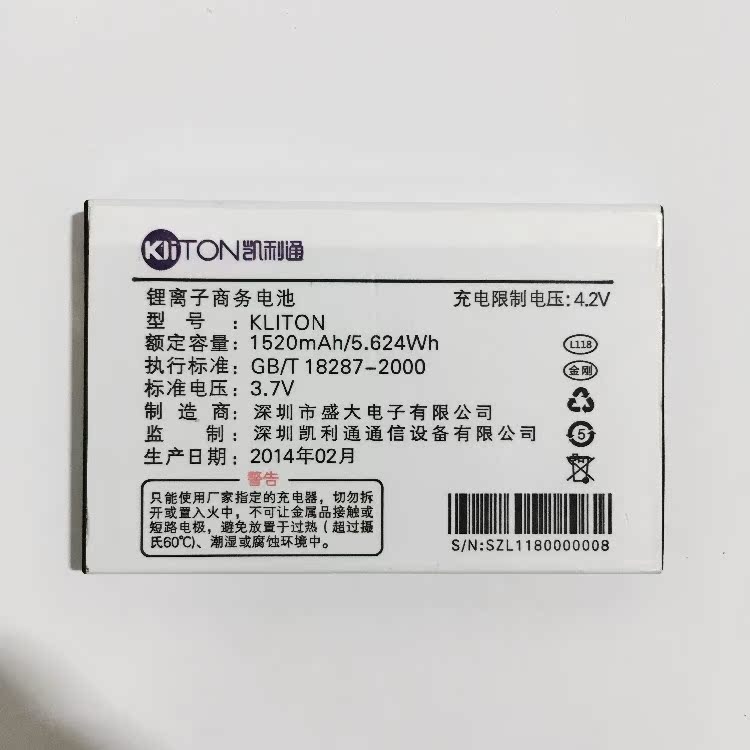 KliTON凯利通
锂离子商务电池 充电限制电压:4.2V
型 号: KLITON
额定容量: 1520mAh/5.624Wh
L118
执行标准: GB/T 18287-2000
金刚
标准电压: 3.7V
制 造 商: 深圳市盛大电子有限公司
监 制: 深圳凯利通通信设备有限公司
5
生产日期: 2014年02月
警告
只能使用厂家指定的充电器，切勿拆
开或置入火中，不可让金属品接触或
短路电极，避免放置于过热(超过摄
氏60℃)、潮湿或腐蚀环境中。
S/N:SZL1180000008